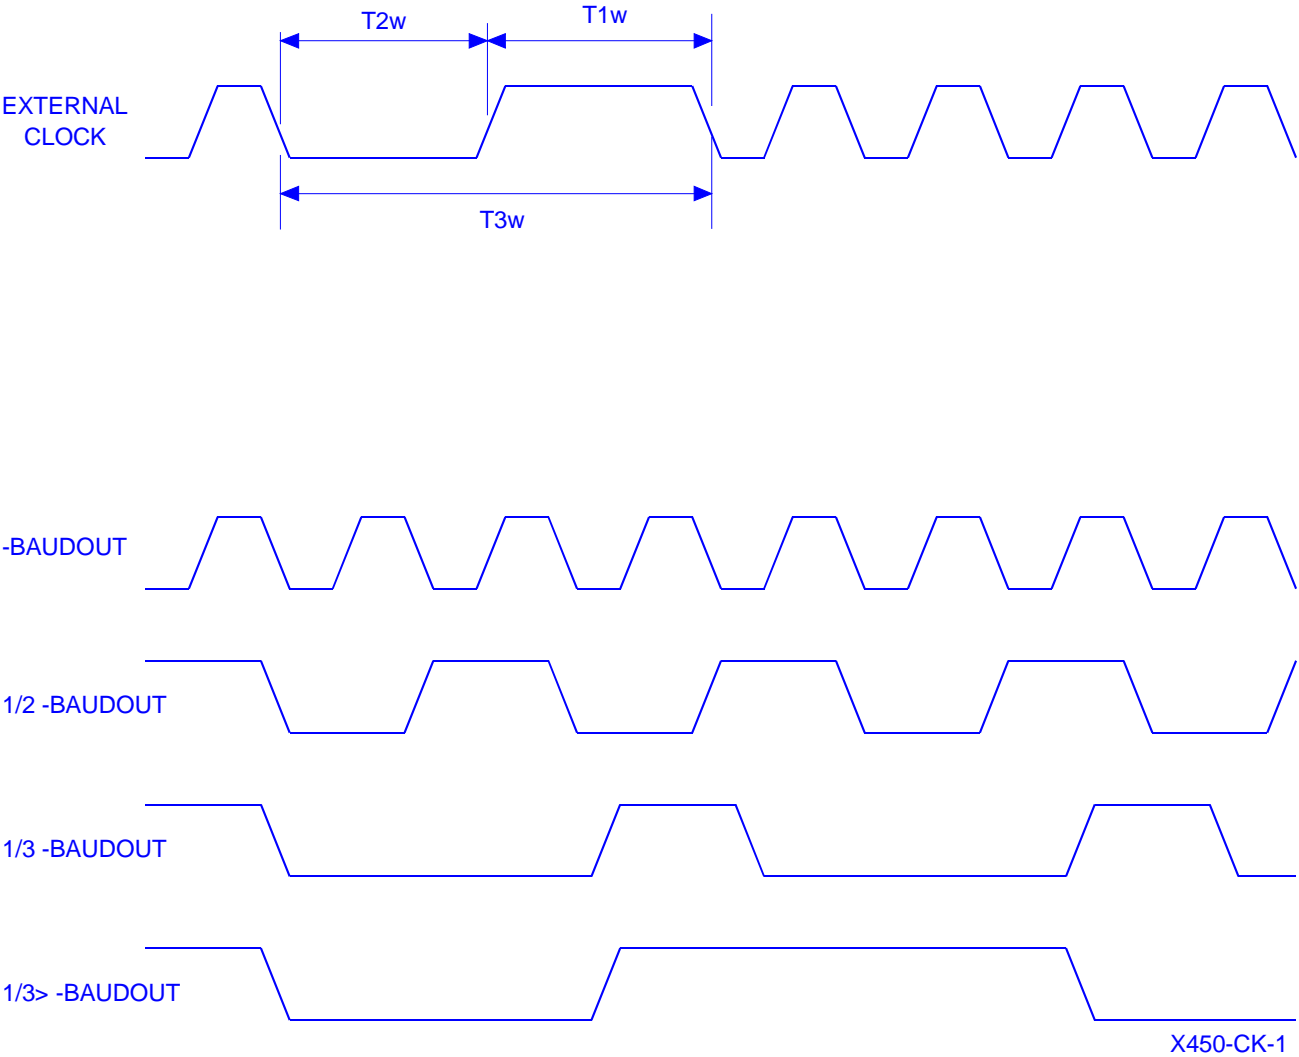 T2w
T1w
EXTERNAL
CLOCK
T3w
-BAUDOUT
1/2 -BAUDOUT
1/3 -BAUDOUT
1/3> -BAUDOUT
X450-CK-1